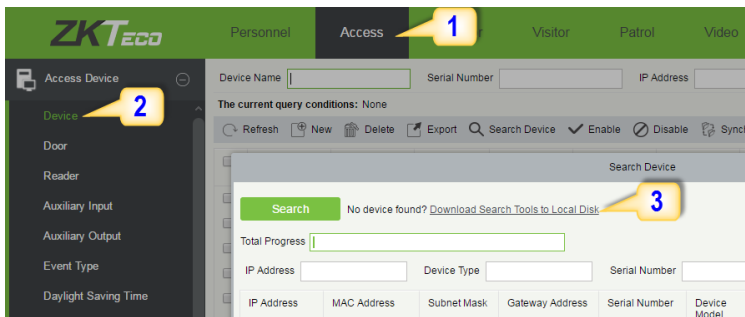 ZKTECO
Personnel Access 1 Visitor Patrol Video
Access Device
Device Name Serial Number IP Address
Device 2
The current query conditions: None
Refresh New Delete Export Search Device Enable Disable
Door
Reader
Search Device
Auxiliary Input
Search No device found? Download Search Tools to Local Disk 3
Auxiliary Output
Total Progress
Event Type
IP Address Device Type Serial Number
Daylight Saving Time
IP Address MAC Address Subnet Mask Gateway Address Serial Number Device
Model